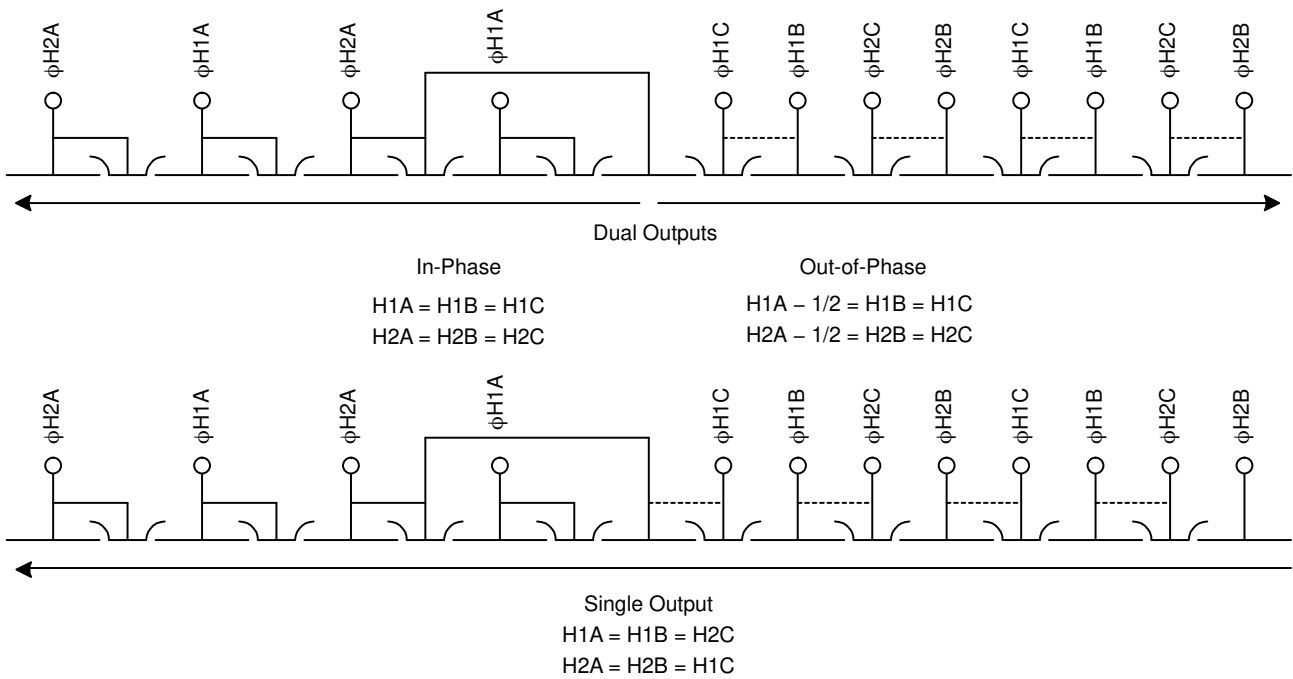 φH2A
φH1A
φH2A
φH1A
φH1C
φH1B
φH2C
φH2B
φH1C
φH1B
φH2C
φH2B
Dual Outputs
In-Phase
H1A = H1B = H1C
H2A = H2B = H2C
Out-of-Phase
H1A − 1/2 = H1B = H1C
H2A − 1/2 = H2B = H2C
φH2A
φH1A
φH2A
φH1A
φH1C
φH1B
φH2C
φH2B
φH1C
φH1B
φH2C
φH2B
Single Output
H1A = H1B = H2C
H2A = H2B = H1C